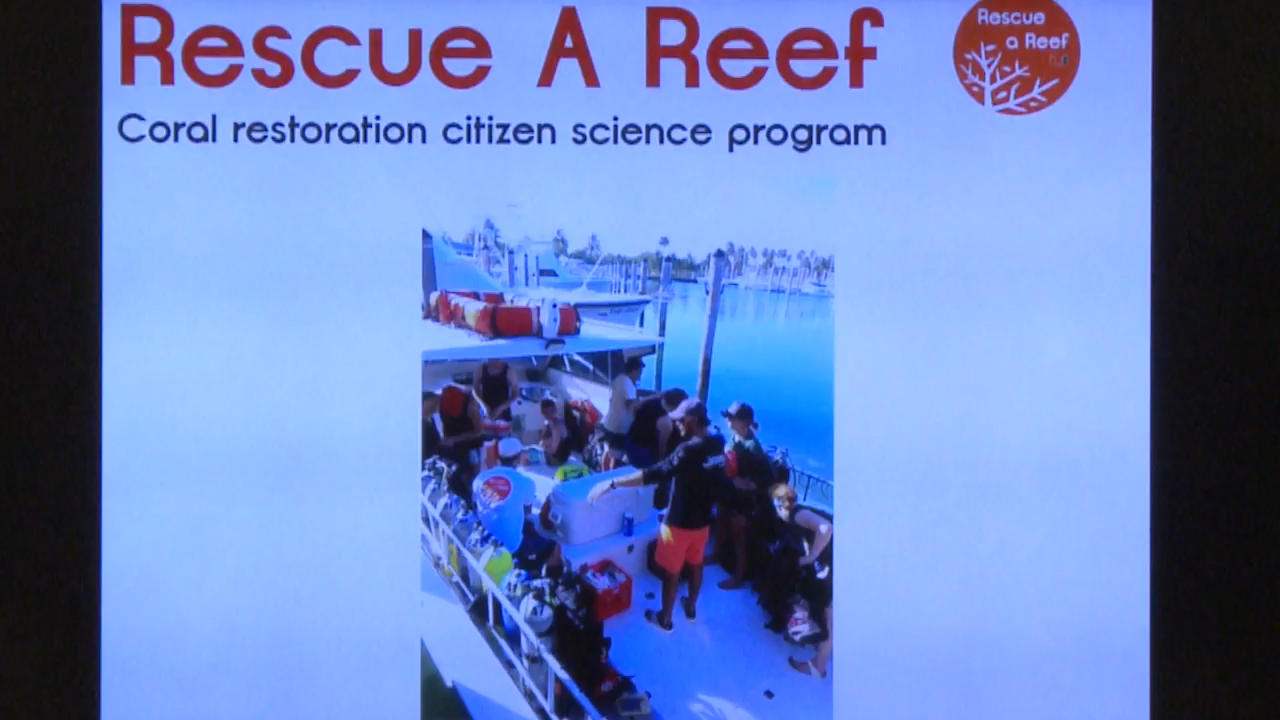 Rescue A Reef
Coral restoration citizen science program
Rescue
a Reef